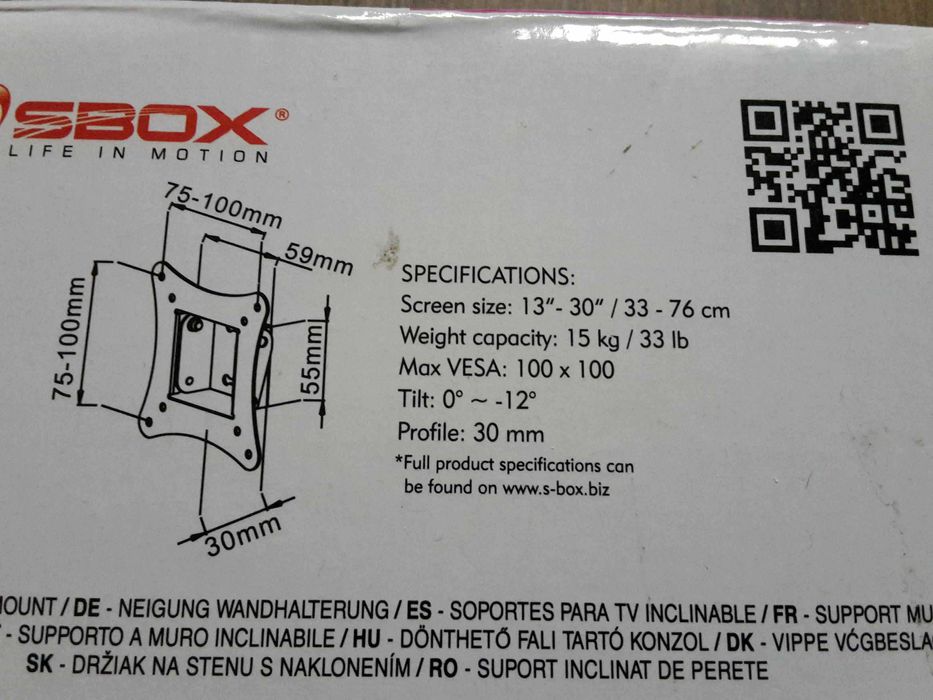 SBOX®
LIFE IN MOTION
75-100mm
59mm
75-100mm
55mm
30mm
SPECIFICATIONS:
Screen size: 13“- 30“ / 33 - 76 cm
Weight capacity: 15 kg / 33 lb
Max VESA: 100 x 100
Tilt: 0° ~ -12°
Profile: 30 mm
*Full product specifications can
be found on www.s-box.biz
/ DE - NEIGUNG WANDHALTERUNG / ES - SOPORTES PARA TV INCLINABLE / FR - SUPPORT
- SUPPORTO A MURO INCLINABILE / HU - DÖNTHETŐ FALI TARTÓ KONZOL / DK - VIPPE
SK - DRŽIAK NA STENU S NAKLONENÍM / RO - SUPORT INCLINAT DE PERETE